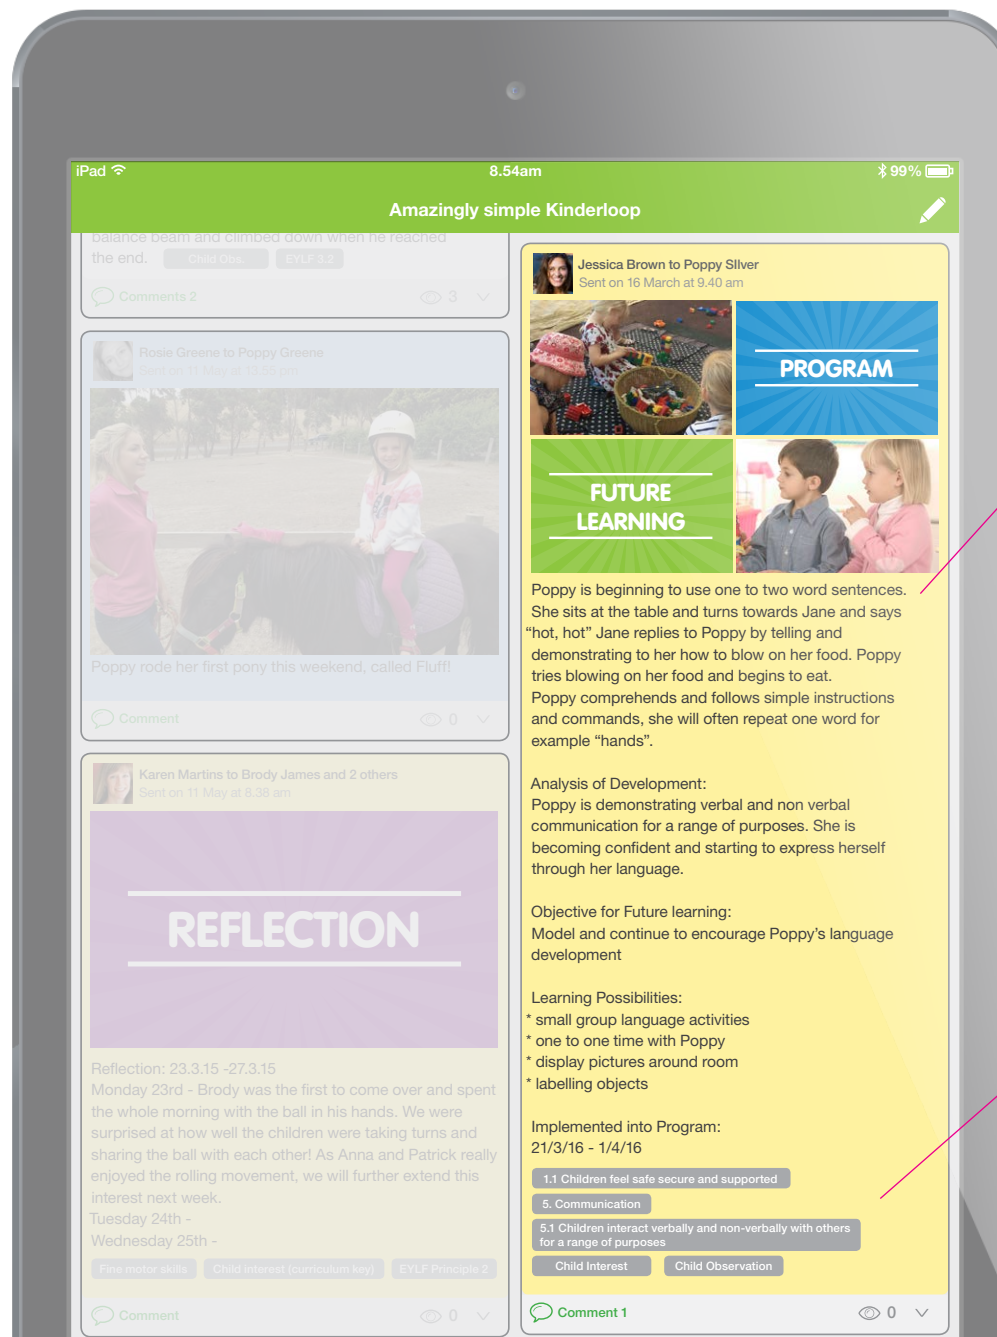 iPad
8.54am
99%
Amazingly simple Kinderloop
balance beam and climbed down when he reached
the end.
Child Obs.
EYLF 3.2
Comments 2
3
Rosie Greene to Poppy Greene
Sent on 11 May at 12.55 pm
Poppy rode her first pony this weekend, called Fluff!
Comment
0
Karen Martins to Brody James and 2 others
Sent on 11 May at 8.38 am
REFLECTION
Reflection: 23.3.15 -27.3.15
Monday 23rd - Brody was the first to come over and spent
the whole morning with the ball in his hands. We were
surprised at how well the children were taking turns and
sharing the ball with each other! As Anna and Patrick really
enjoyed the rolling movement, we will further extend this
interest next week.
Tuesday 24th -
Wednesday 25th -
Fine motor skills
Child interest (curriculum key)
EYLF Principle 2
Comment
0
Jessica Brown to Poppy SIlver
Sent on 16 March at 9.40 am
PROGRAM
FUTURE
LEARNING
Poppy is beginning to use one to two word sentences.
She sits at the table and turns towards Jane and says
“hot, hot” Jane replies to Poppy by telling and
demonstrating to her how to blow on her food. Poppy
tries blowing on her food and begins to eat.
Poppy comprehends and follows simple instructions
and commands, she will often repeat one word for
example “hands”.
Analysis of Development:
Poppy is demonstrating verbal and non verbal
communication for a range of purposes. She is
becoming confident and starting to express herself
through her language.
Objective for Future learning:
Model and continue to encourage Poppy’s language
development
Learning Possibilities:
* small group language activities
* one to one time with Poppy
* display pictures around room
* labelling objects
Implemented into Program:
21/3/16 - 1/4/16
1.1 Children feel safe secure and supported
5. Communication
5.1 Children interact verbally and non-verbally with others
for a range of purposes
Child Interest
Child Observation
Comment 1
0